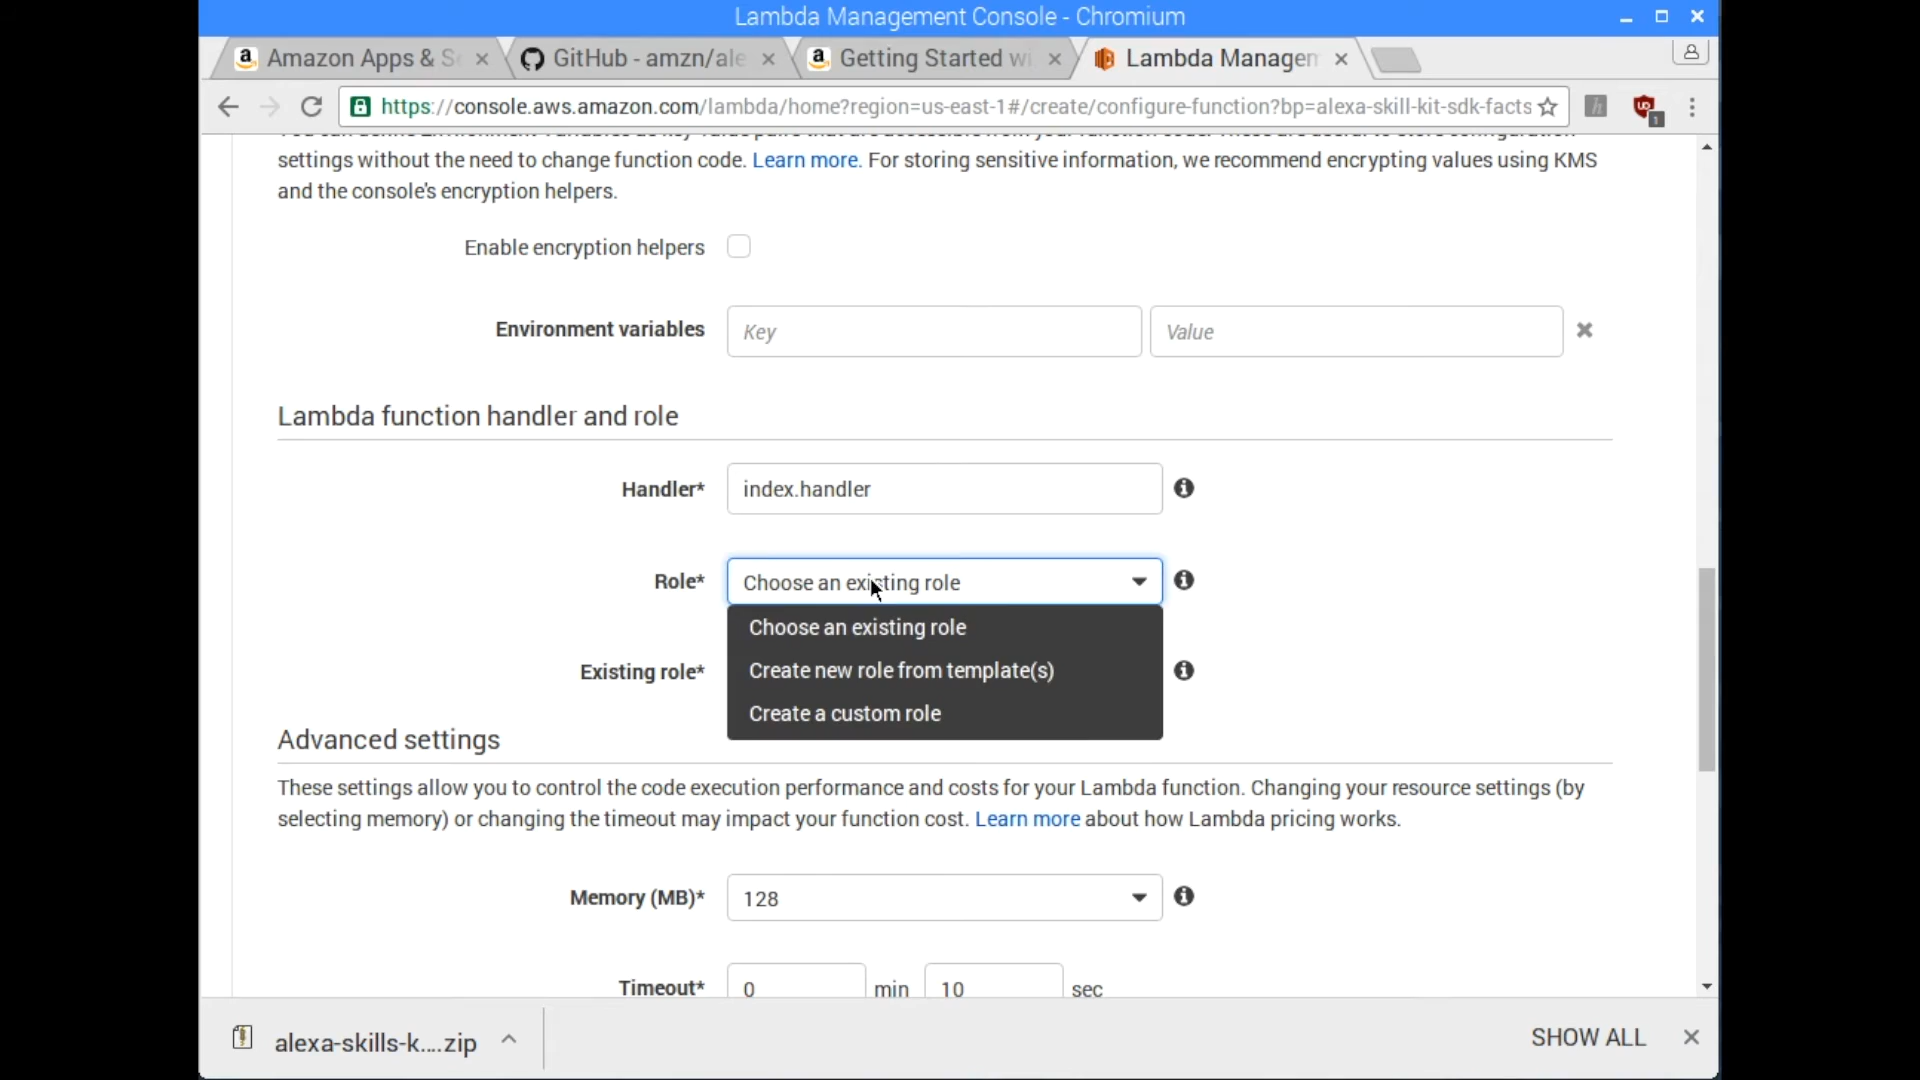 Lambda Management Console - Chromium
Amazon Apps & S
GitHub - amzn/ale
Getting Started wi
Lambda Managem
https://console.aws.amazon.com/lambda/home?region=us-east-1#/create/configure-function?bp=alexa-skill-kit-sdk-facts
settings without the need to change function code. Learn more. For storing sensitive information, we recommend encrypting values using KMS
and the console's encryption helpers.
Enable encryption helpers
Environment variables Key Value
Lambda function handler and role
Handler* index.handler
Role* Choose an existing role
Choose an existing role
Create new role from template(s)
Create a custom role
Existing role*
Advanced settings
These settings allow you to control the code execution performance and costs for your Lambda function. Changing your resource settings (by
selecting memory) or changing the timeout may impact your function cost. Learn more about how Lambda pricing works.
Memory (MB)* 128
Timeout* 0 min 10 sec
alexa-skills-k....zip
SHOW ALL